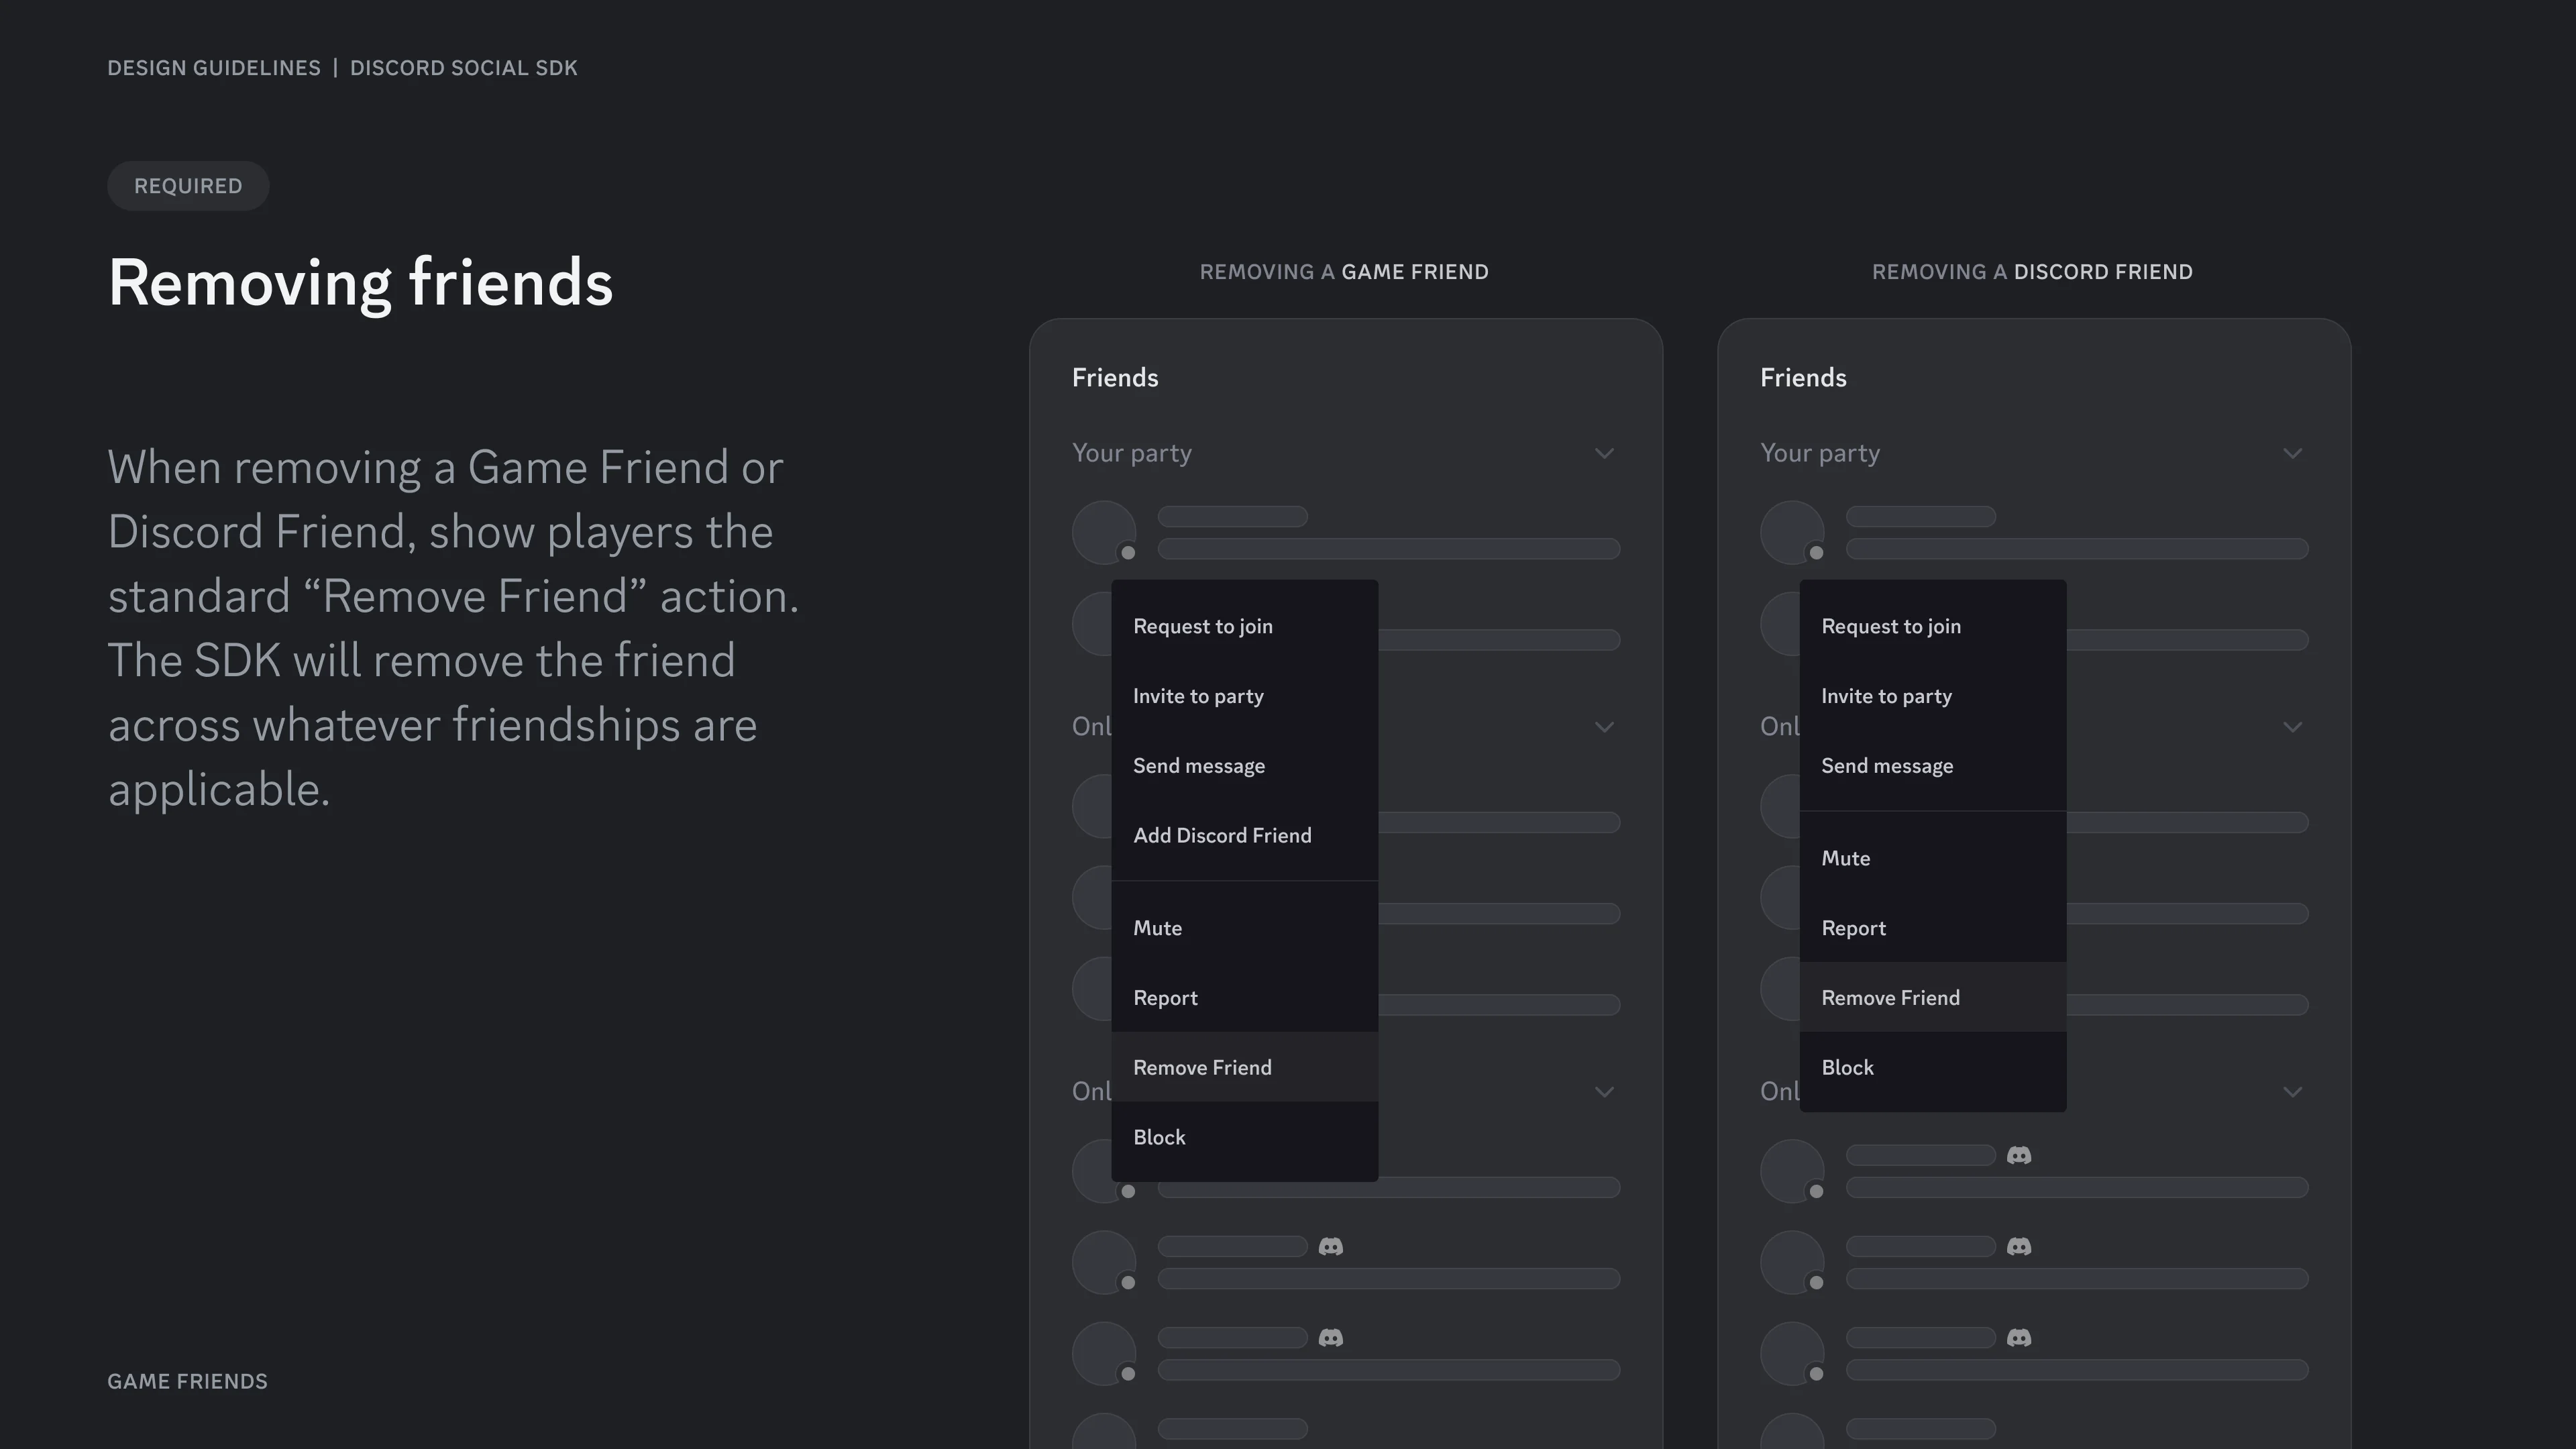 DESIGN GUIDELINES | DISCORD SOCIAL SDK
REQUIRED
Removing friends
When removing a Game Friend or
Discord Friend, show players the
standard “Remove Friend” action.
The SDK will remove the friend
across whatever friendships are
applicable.
GAME FRIENDS
REMOVING A GAME FRIEND
Friends
Your party
Request to join
Invite to party
Onl
Send message
Add Discord Friend
Mute
Report
Remove Friend
Onl
Block
REMOVING A DISCORD FRIEND
Friends
Your party
Request to join
Invite to party
Onl
Send message
Mute
Report
Remove Friend
Block
Onl